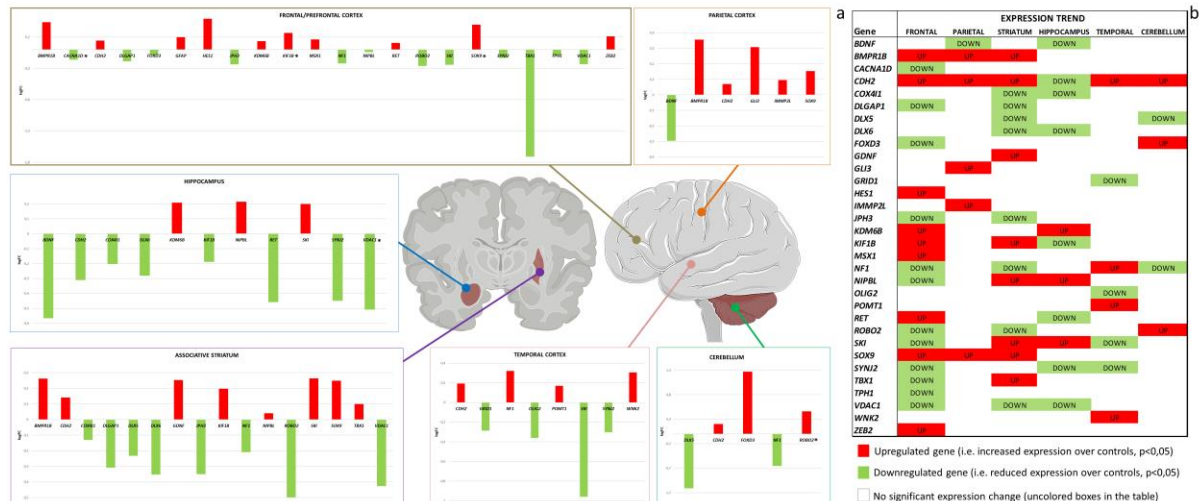 FRONTAL/PREFRONTAL CORTEX
BMPR1B CACNA1D CDH2 DLGAP1 FOXD3 HES1 JPH3 KDM6B KIF1B MSX1 NF1 NIPBL RET ROBO2 SKI SOX9 SYNJ2 TBX1 TPH1 VDAC1 ZEB2
logFC
PARIETAL CORTEX
BDNF BMPR1B CDH2 GLI3 IMMP2L SOX9
logFC
HIPPOCAMPUS
BDNF CDH2 COX4I1 DLX6 KDM6B KIF1B NIPBL RET SKI SYNJ2 VDAC1
logFC
ASSOCIATIVE STRIATUM
BMPR1B CDH2 COX4I1 DLGAP1 DLX5 DLX6 GDNF JPH3 KIF1B NF1 NIPBL ROBO2 SKI SOX9 TBX1 VDAC1
logFC
TEMPORAL CORTEX
CDH2 GRID1 NF1 OLIG2 POMT1 SKI SYNJ2 WNK2
logFC
CEREBELLUM
DLX5 CDH2 FOXD3 NF1 ROBO2
logFC
a
b
EXPRESSION TREND
Gene FRONTAL PARIETAL STRIATUM HIPPOCAMPUS TEMPORAL CEREBELLUM
BDNF DOWN DOWN
BMPR1B UP UP UP
CACNA1D DOWN
CDH2 UP UP UP DOWN UP UP
COX4I1 DOWN DOWN
DLGAP1 DOWN DOWN
DLX5 DOWN DOWN
DLX6 DOWN DOWN
FOXD3 DOWN UP
GDNF UP
GLI3 UP
GRID1 DOWN
HES1 UP
IMMP2L UP
JPH3 DOWN DOWN
KDM6B UP UP
KIF1B UP UP DOWN
MSX1 UP
NF1 DOWN DOWN UP DOWN
NIPBL DOWN UP UP
OLIG2 DOWN
POMT1 UP
RET UP DOWN
ROBO2 DOWN DOWN UP
SKI DOWN UP UP DOWN
SOX9 UP UP UP
SYNJ2 DOWN DOWN DOWN
TBX1 DOWN UP
TPH1 DOWN
VDAC1 DOWN DOWN DOWN
WNK2 UP
ZEB2 UP
Upregulated gene (i.e. increased expression over controls, p<0,05)
Downregulated gene (i.e. reduced expression over controls, p<0,05)
No significant expression change (uncolored boxes in the table)